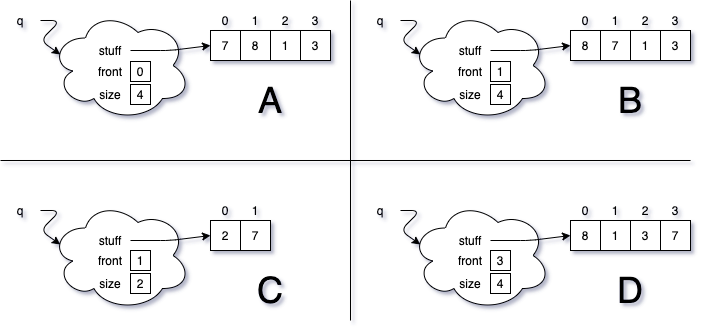 q
0 1 2 3
stuff
7 8 1 3
front 0
size 4
A
q
0 1 2 3
stuff
8 7 1 3
front 1
size 4
B
q
0 1
stuff
2 7
front 1
size 2
C
q
0 1 2 3
stuff
8 1 3 7
front 3
size 4
D